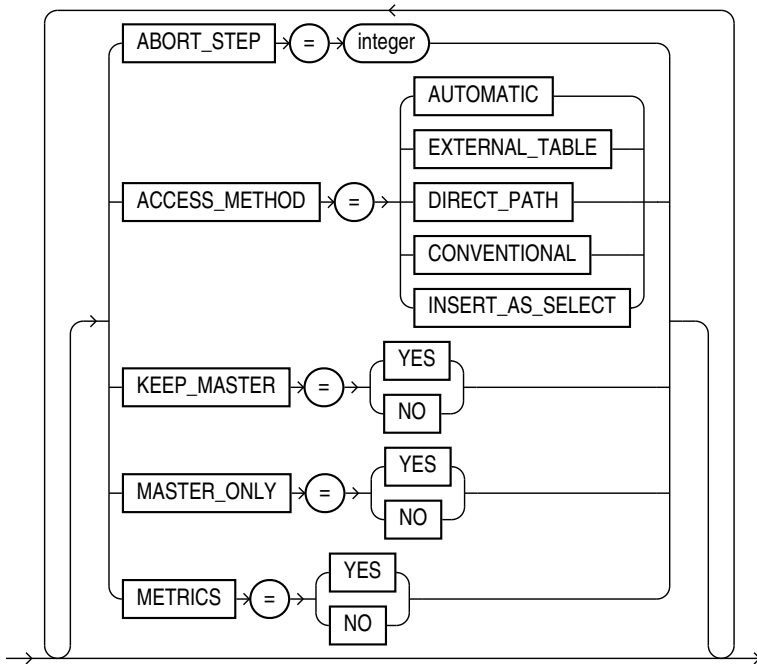 ABORT_STEP = integer
AUTOMATIC
EXTERNAL_TABLE
ACCESS_METHOD = DIRECT_PATH
CONVENTIONAL
INSERT_AS_SELECT
YES
KEEP_MASTER =
NO
YES
MASTER_ONLY =
NO
YES
METRICS =
NO